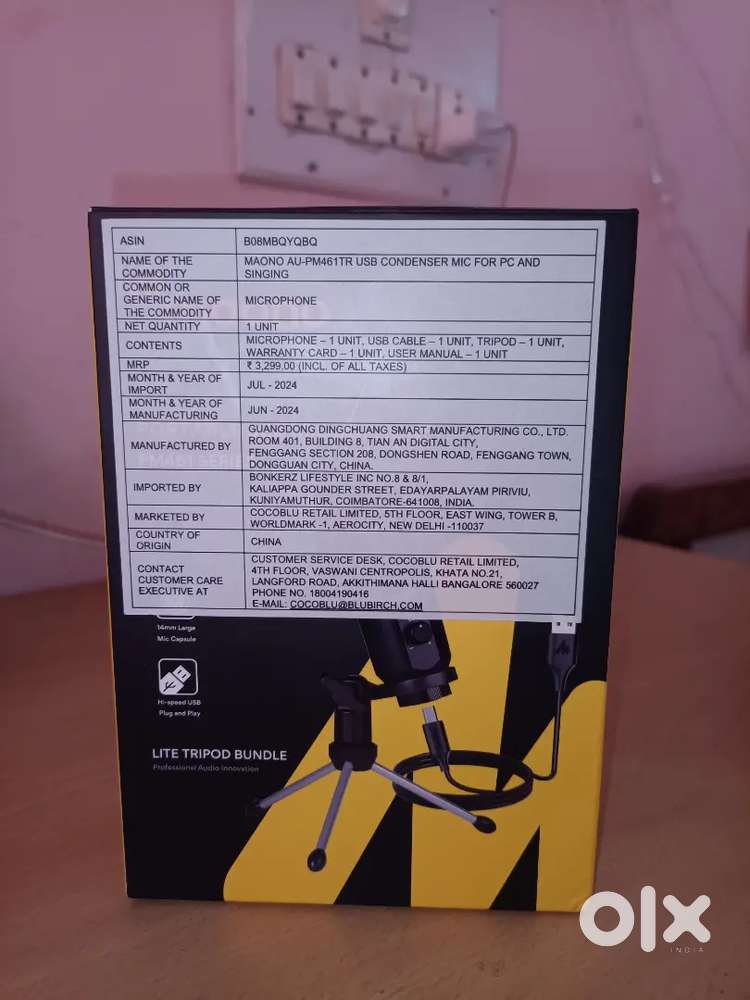 ASIN B08MBQYQBQ
NAME OF THE COMMODITY MAONO AU-PM461TR USB CONDENSER MIC FOR PC AND SINGING
COMMON OR GENERIC NAME OF THE COMMODITY MICROPHONE
NET QUANTITY 1 UNIT
CONTENTS MICROPHONE – 1 UNIT, USB CABLE – 1 UNIT, TRIPOD – 1 UNIT,
WARRANTY CARD – 1 UNIT, USER MANUAL – 1 UNIT
MRP ₹ 3,299.00 (INCL. OF ALL TAXES)
MONTH & YEAR OF IMPORT JUL - 2024
MONTH & YEAR OF MANUFACTURING JUN - 2024
MANUFACTURED BY GUANGDONG DINGCHUANG SMART MANUFACTURING CO., LTD.
ROOM 401, BUILDING 8, TIAN AN DIGITAL CITY,
FENGGANG SECTION 208, DONGSHEN ROAD, FENGGANG TOWN,
DONGGUAN CITY, CHINA.
IMPORTED BY BONKERZ LIFESTYLE INC NO.8 & 8/1,
KALIAPPA GOUNDER STREET, EDAYARPALAYAM PIRIVIU,
KUNIYAMUTHUR, COIMBATORE-641008, INDIA.
MARKETED BY COCOBLU RETAIL LIMITED, 5TH FLOOR, EAST WING, TOWER B,
WORLDMARK -1, AEROCITY, NEW DELHI -110037
COUNTRY OF ORIGIN CHINA
CONTACT CUSTOMER CARE EXECUTIVE AT CUSTOMER SERVICE DESK, COCOBLU RETAIL LIMITED,
4TH FLOOR, VASWANI CENTROPOLIS, KHATA NO.21,
LANGFORD ROAD, AKKITHIMANA HALLI BANGALORE 560027
PHONE NO. 18004190416
E-MAIL: COCOBLU@BLUBIRCH.COM
14mm Large
Mic Capsule
Hi-speed USB
Plug and Play
LITE TRIPOD BUNDLE
Professional Audio Innovation
olx
INDIA